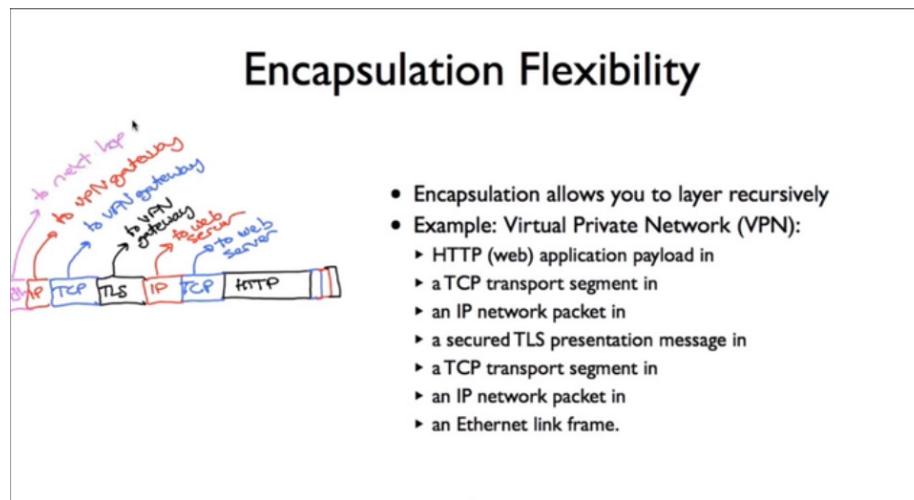 Encapsulation Flexibility
to next hop
to VPN gateway
to VPN gateway
to VPN
gateway
to web
server
to web
server
IP TCP TLS IP TCP HTTP
• Encapsulation allows you to layer recursively
• Example: Virtual Private Network (VPN):
▸ HTTP (web) application payload in
▸ a TCP transport segment in
▸ an IP network packet in
▸ a secured TLS presentation message in
▸ a TCP transport segment in
▸ an IP network packet in
▸ an Ethernet link frame.